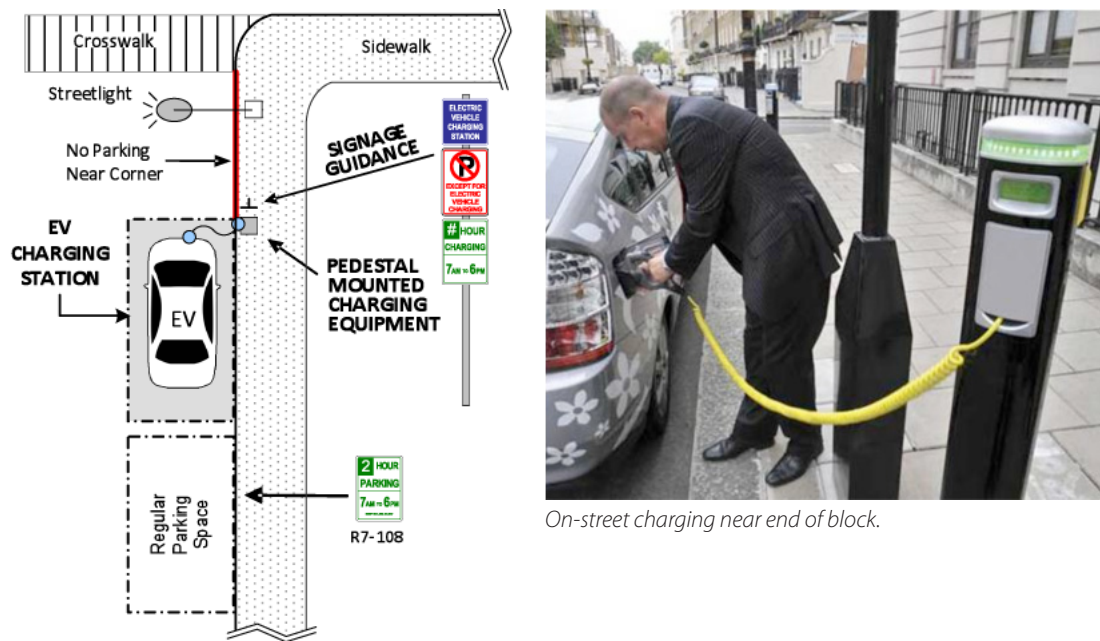 Crosswalk
Sidewalk
Streetlight
No Parking
Near Corner
SIGNAGE
GUIDANCE
ELECTRIC
VEHICLE
CHARGING
STATION
P
EXCEPT FOR
ELECTRIC
VEHICLE
CHARGING
# HOUR
CHARGING
7AM TO 6PM
EV
CHARGING
STATION
EV
PEDESTAL
MOUNTED
CHARGING
EQUIPMENT
Regular
Parking
Space
2 HOUR
PARKING
7AM TO 6PM
R7-108
On-street charging near end of block.